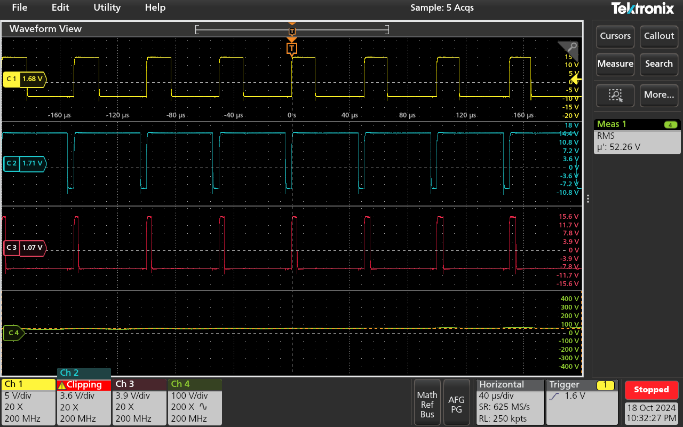 File Edit Utility Help Sample: 5 Acqs Tektronix
Waveform View
Cursors Callout
Measure Search
More...
Meas 1 4
RMS
µ': 52.26 V
T
C 1 1.68 V
15 V
10 V
5 V
-5 V
-10 V
-15 V
-20 V
-160 µs -120 µs -80 µs -40 µs 0 s 40 µs 80 µs 120 µs 160 µs
C 2 1.71 V
18 V
14.4 V
10.8 V
7.2 V
3.6 V
0 V
-3.6 V
-7.2 V
-10.8 V
C 3 1.07 V
15.6 V
11.7 V
7.8 V
3.9 V
0 V
-3.9 V
-7.8 V
-11.7 V
-15.6 V
C 4
400 V
300 V
200 V
100 V
0 V
-100 V
-200 V
-300 V
-400 V
Ch 1
5 V/div
20 X
200 MHz
Ch 2
Clipping
3.6 V/div
20 X
200 MHz
Ch 3
3.9 V/div
20 X
200 MHz
Ch 4
100 V/div
200 X
200 MHz
Math
Ref
Bus
AFG
PG
Horizontal
40 µs/div
SR: 625 MS/s
RL: 250 kpts
Trigger 1
1.6 V
Stopped
18 Oct 2024
10:32:27 PM